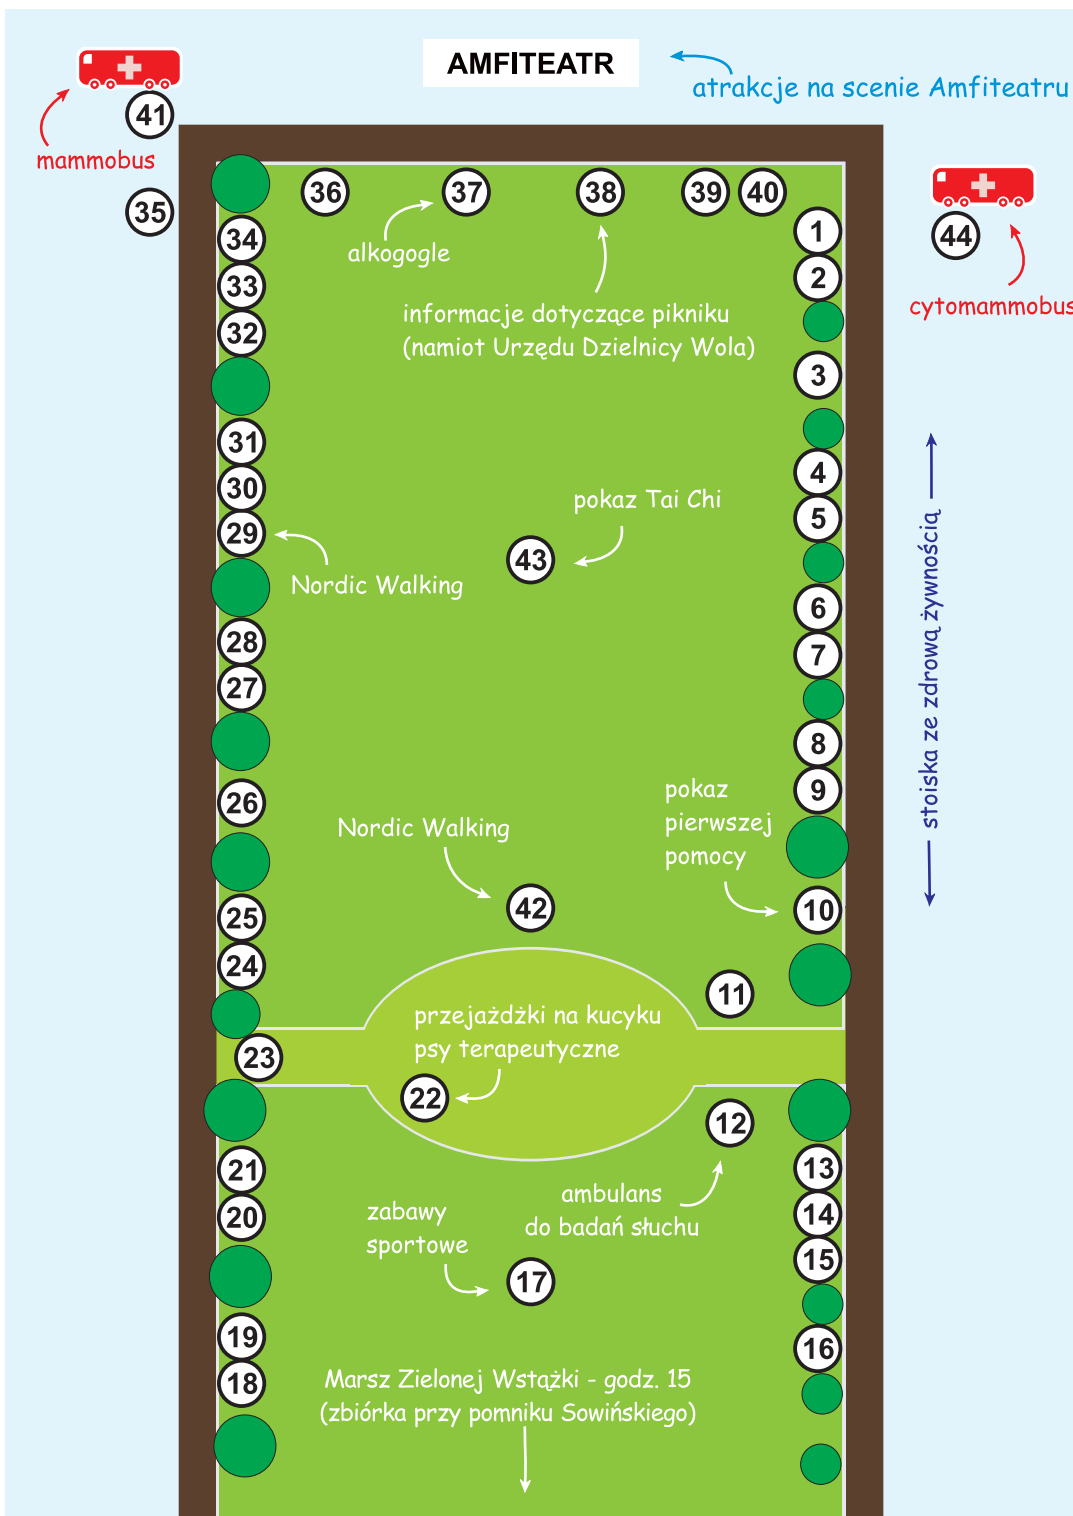 AMFITEATR
atrakcje na scenie Amfiteatru
41
mammobus
35
36
37
38
39
40
44
cytomammobus
alkogogle
informacje dotyczące pikniku
(namiot Urzędu Dzielnicy Wola)
34
33
32
31
30
29
Nordic Walking
28
27
26
25
24
23
1
2
3
4
5
6
7
8
9
10
11
stoiska ze zdrową żywnością
pokaz Tai Chi
43
pokaz
pierwszej
pomocy
Nordic Walking
42
przejażdżki na kucyku
psy terapeutyczne
22
12
ambulans
do badań słuchu
13
14
15
16
21
20
19
18
zabawy
sportowe
17
Marsz Zielonej Wstążki - godz. 15
(zbiórka przy pomniku Sowińskiego)